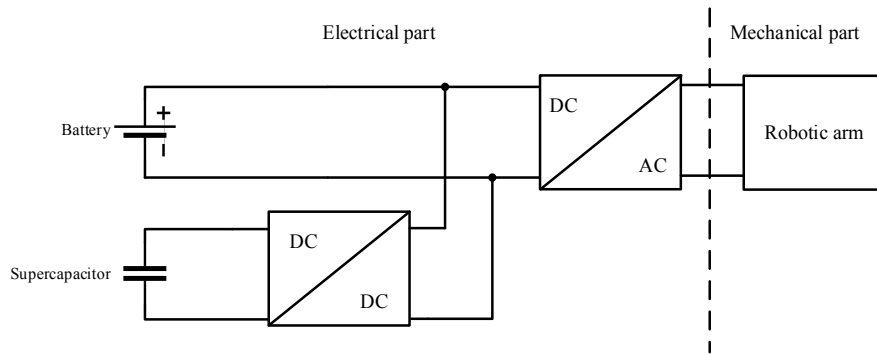 Electrical part
Mechanical part
Battery
+
DC
AC
Robotic arm
Supercapacitor
DC
DC